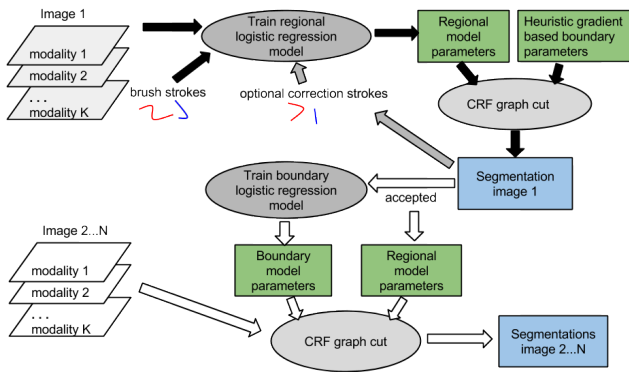 Image 1
modality 1
modality 2
. . .
modality K
brush strokes
Train regional
logistic regression
model
optional correction strokes
Regional
model
parameters
Heuristic gradient
based boundary
parameters
CRF graph cut
Segmentation
image 1
Train boundary
logistic regression
model
accepted
Image 2...N
modality 1
modality 2
. . .
modality K
Boundary
model
parameters
Regional
model
parameters
CRF graph cut
Segmentations
image 2...N